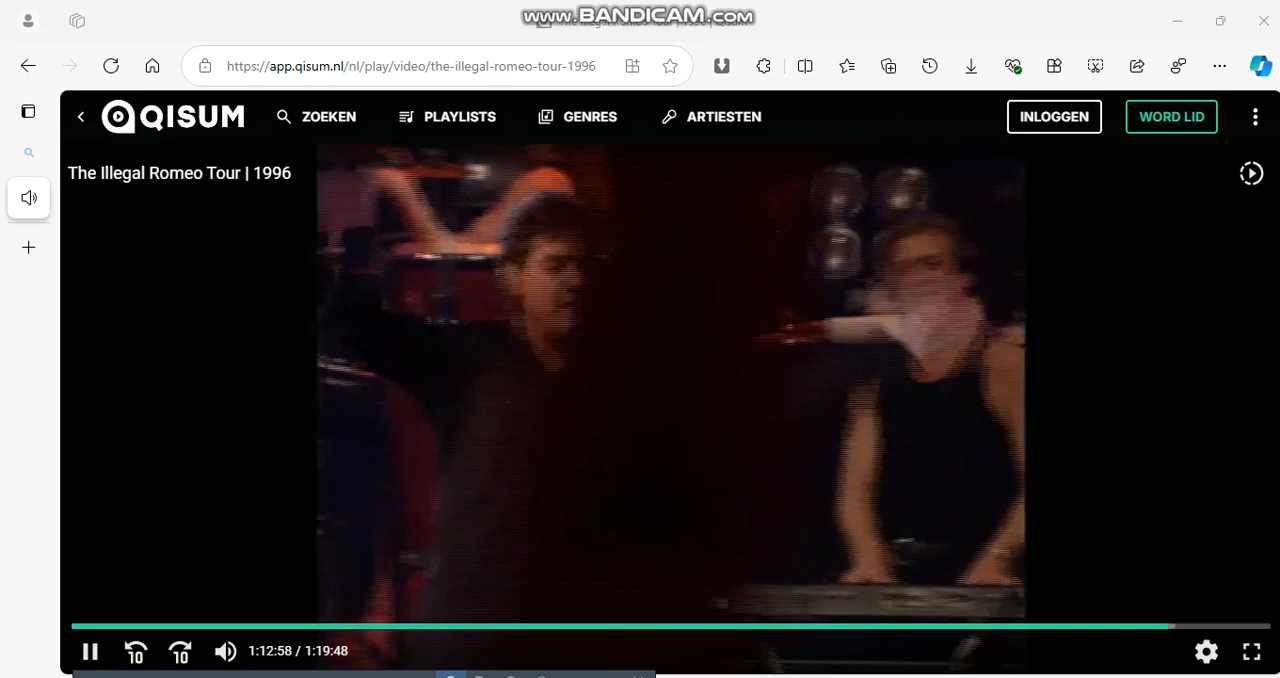 www.BANDICAM.com
https://app.qisum.nl/nl/play/video/the-illegal-romeo-tour-1996
QISUM
ZOEKEN
PLAYLISTS
GENRES
ARTIESTEN
INLOGGEN
WORD LID
The Illegal Romeo Tour | 1996
10
10
1:12:58 / 1:19:48